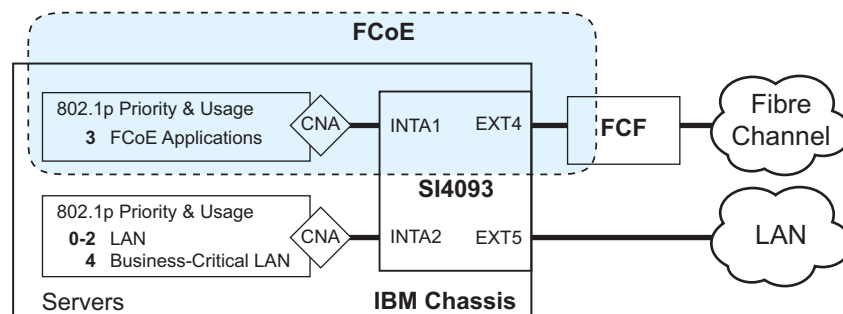 FCoE
802.1p Priority & Usage
3 FCoE Applications
CNA
INTA1
EXT4
FCF
Fibre
Channel
SI4093
802.1p Priority & Usage
0-2 LAN
4 Business-Critical LAN
CNA
INTA2
EXT5
LAN
Servers
IBM Chassis